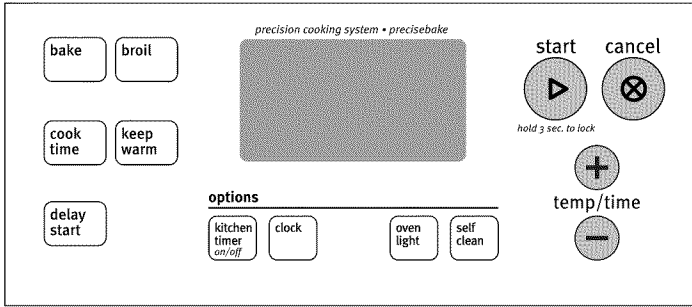 precision cooking system • precisebake
bake
broil
start
cancel
hold 3 sec. to lock
cook
time
keep
warm
temp/time
delay
start
options
kitchen
timer
on/off
clock
oven
light
self
clean